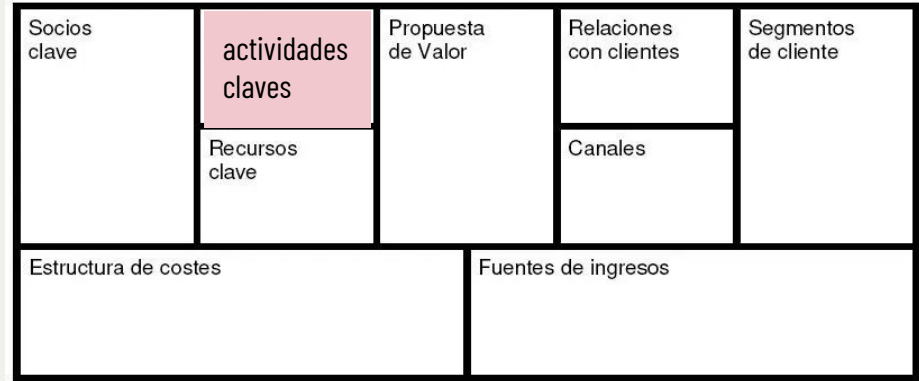 Socios
clave
actividades
claves
Propuesta
de Valor
Relaciones
con clientes
Segmentos
de cliente
Recursos
clave
Canales
Estructura de costes
Fuentes de ingresos